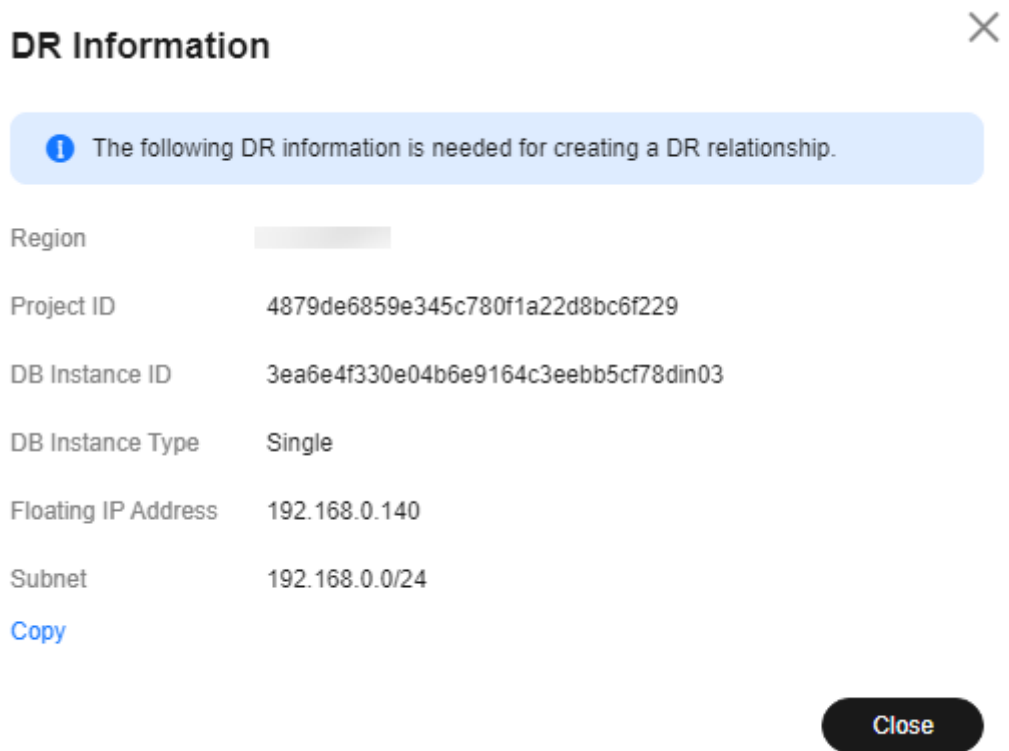 DR Information
The following DR information is needed for creating a DR relationship.
Region
Project ID 4879de6859e345c780f1a22d8bc6f229
DB Instance ID 3ea6e4f330e04b6e9164c3eebb5cf78din03
DB Instance Type Single
Floating IP Address 192.168.0.140
Subnet 192.168.0.0/24
Copy
Close